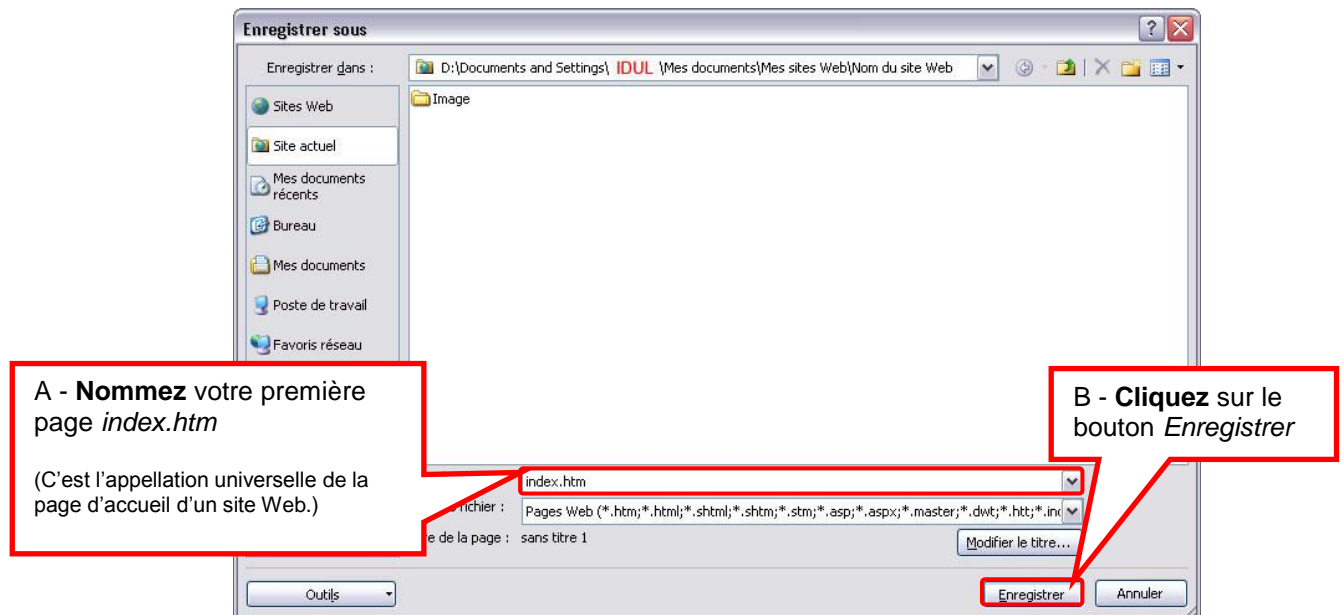 Enregistrer sous
Enregistrer dans :
D:\Documents and Settings\ IDUL \Mes documents\Mes sites Web\Nom du site Web
Sites Web
Image
Site actuel
Mes documents
récents
Bureau
Mes documents
Poste de travail
Favoris réseau
A - Nommez votre première
page index.htm
(C'est l'appellation universelle de la
page d'accueil d'un site Web.)
B - Cliquez sur le
bouton Enregistrer
index.htm
fichier :
Pages Web (*.htm;*.html;*.shtml;*.shtm;*.stm;*.asp;*.aspx;*.master;*.dwt;*.htt;*.inc
de la page :
sans titre 1
Modifier le titre...
Outils
Enregistrer
Annuler